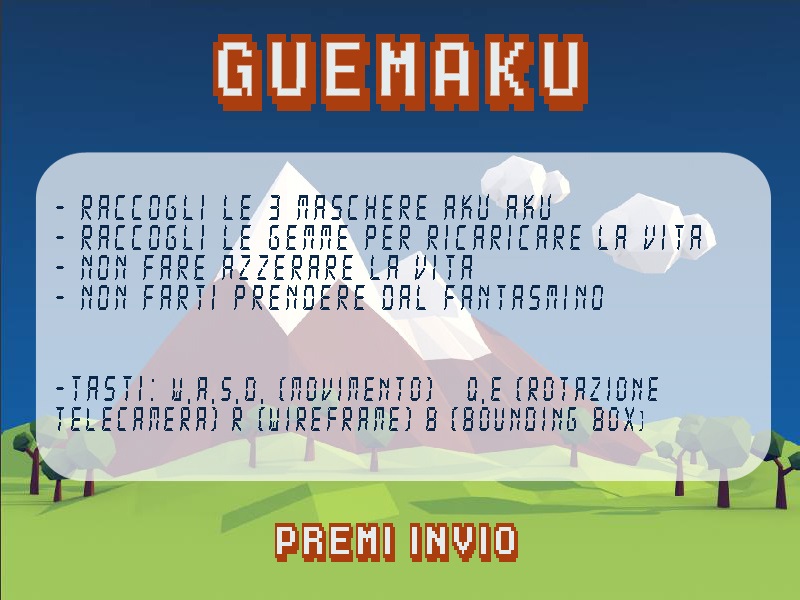 GUEMAKU
- RACCOGLI LE 3 MASCHERE AKU AKU
- RACCOGLI LE GEMME PER RICARICARE LA VITA
- NON FARE AZZERARE LA VITA
- NON FARTI PRENDERE DAL FANTASMINO
-TASTI: W,A,S,D, (MOVIMENTO) Q,E (ROTAZIONE
TELECAMERA) R (WIREFRAME) B (BOUNDING BOX)
PREMI INVIO